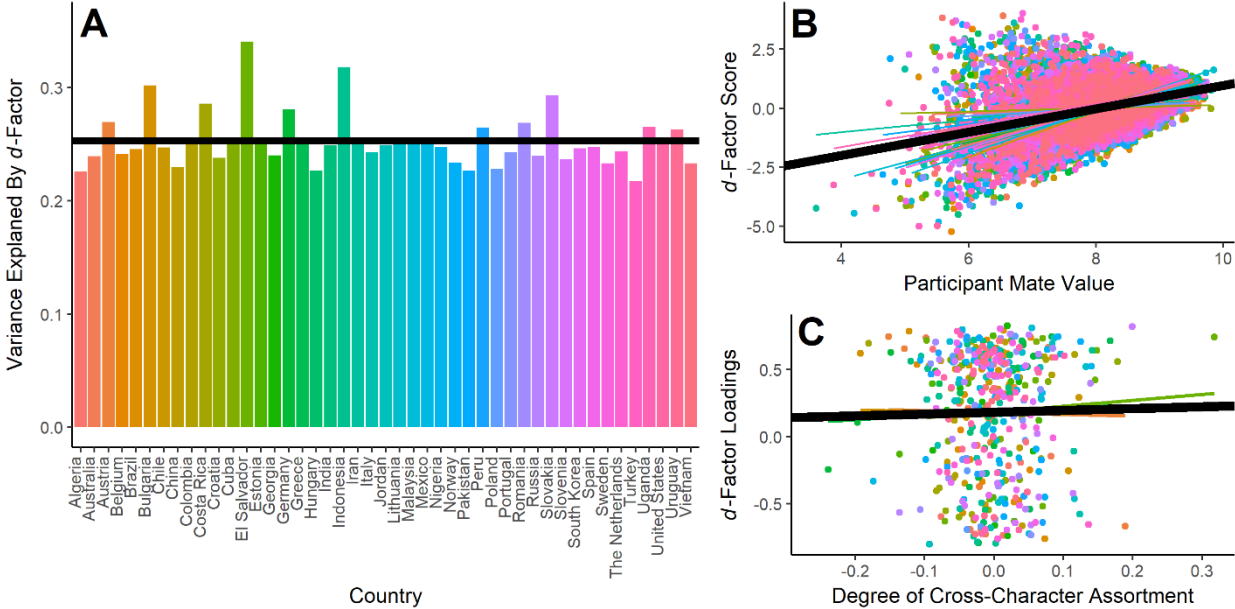 A
Variance Explaned By d-Factor
0.3
0.2
0.1
0.0
Algeria
Australia
Austria
Belgium
Brazil
Bulgaria
Chile
China
Colombia
Costa Rica
Croatia
Cuba
El Salvador
Estonia
Georgia
Germany
Greece
Hungary
India
Indonesia
Iran
Italy
Jordan
Lithuania
Malaysia
Mexico
Nigeria
Norway
Pakistan
Peru
Poland
Portugal
Romania
Russia
Slovakia
Slovenia
South Korea
Spain
Sweden
The Netherlands
Turkey
Uganda
United States
Uruguay
Vietnam
Country
B
d-Factor Score
2.5
0.0
-2.5
-5.0
4 6 8 10
Participant Mate Value
C
d-Factor Loadings
0.5
0.0
-0.5
-0.2 -0.1 0.0 0.1 0.2 0.3
Degree of Cross-Character Assortment